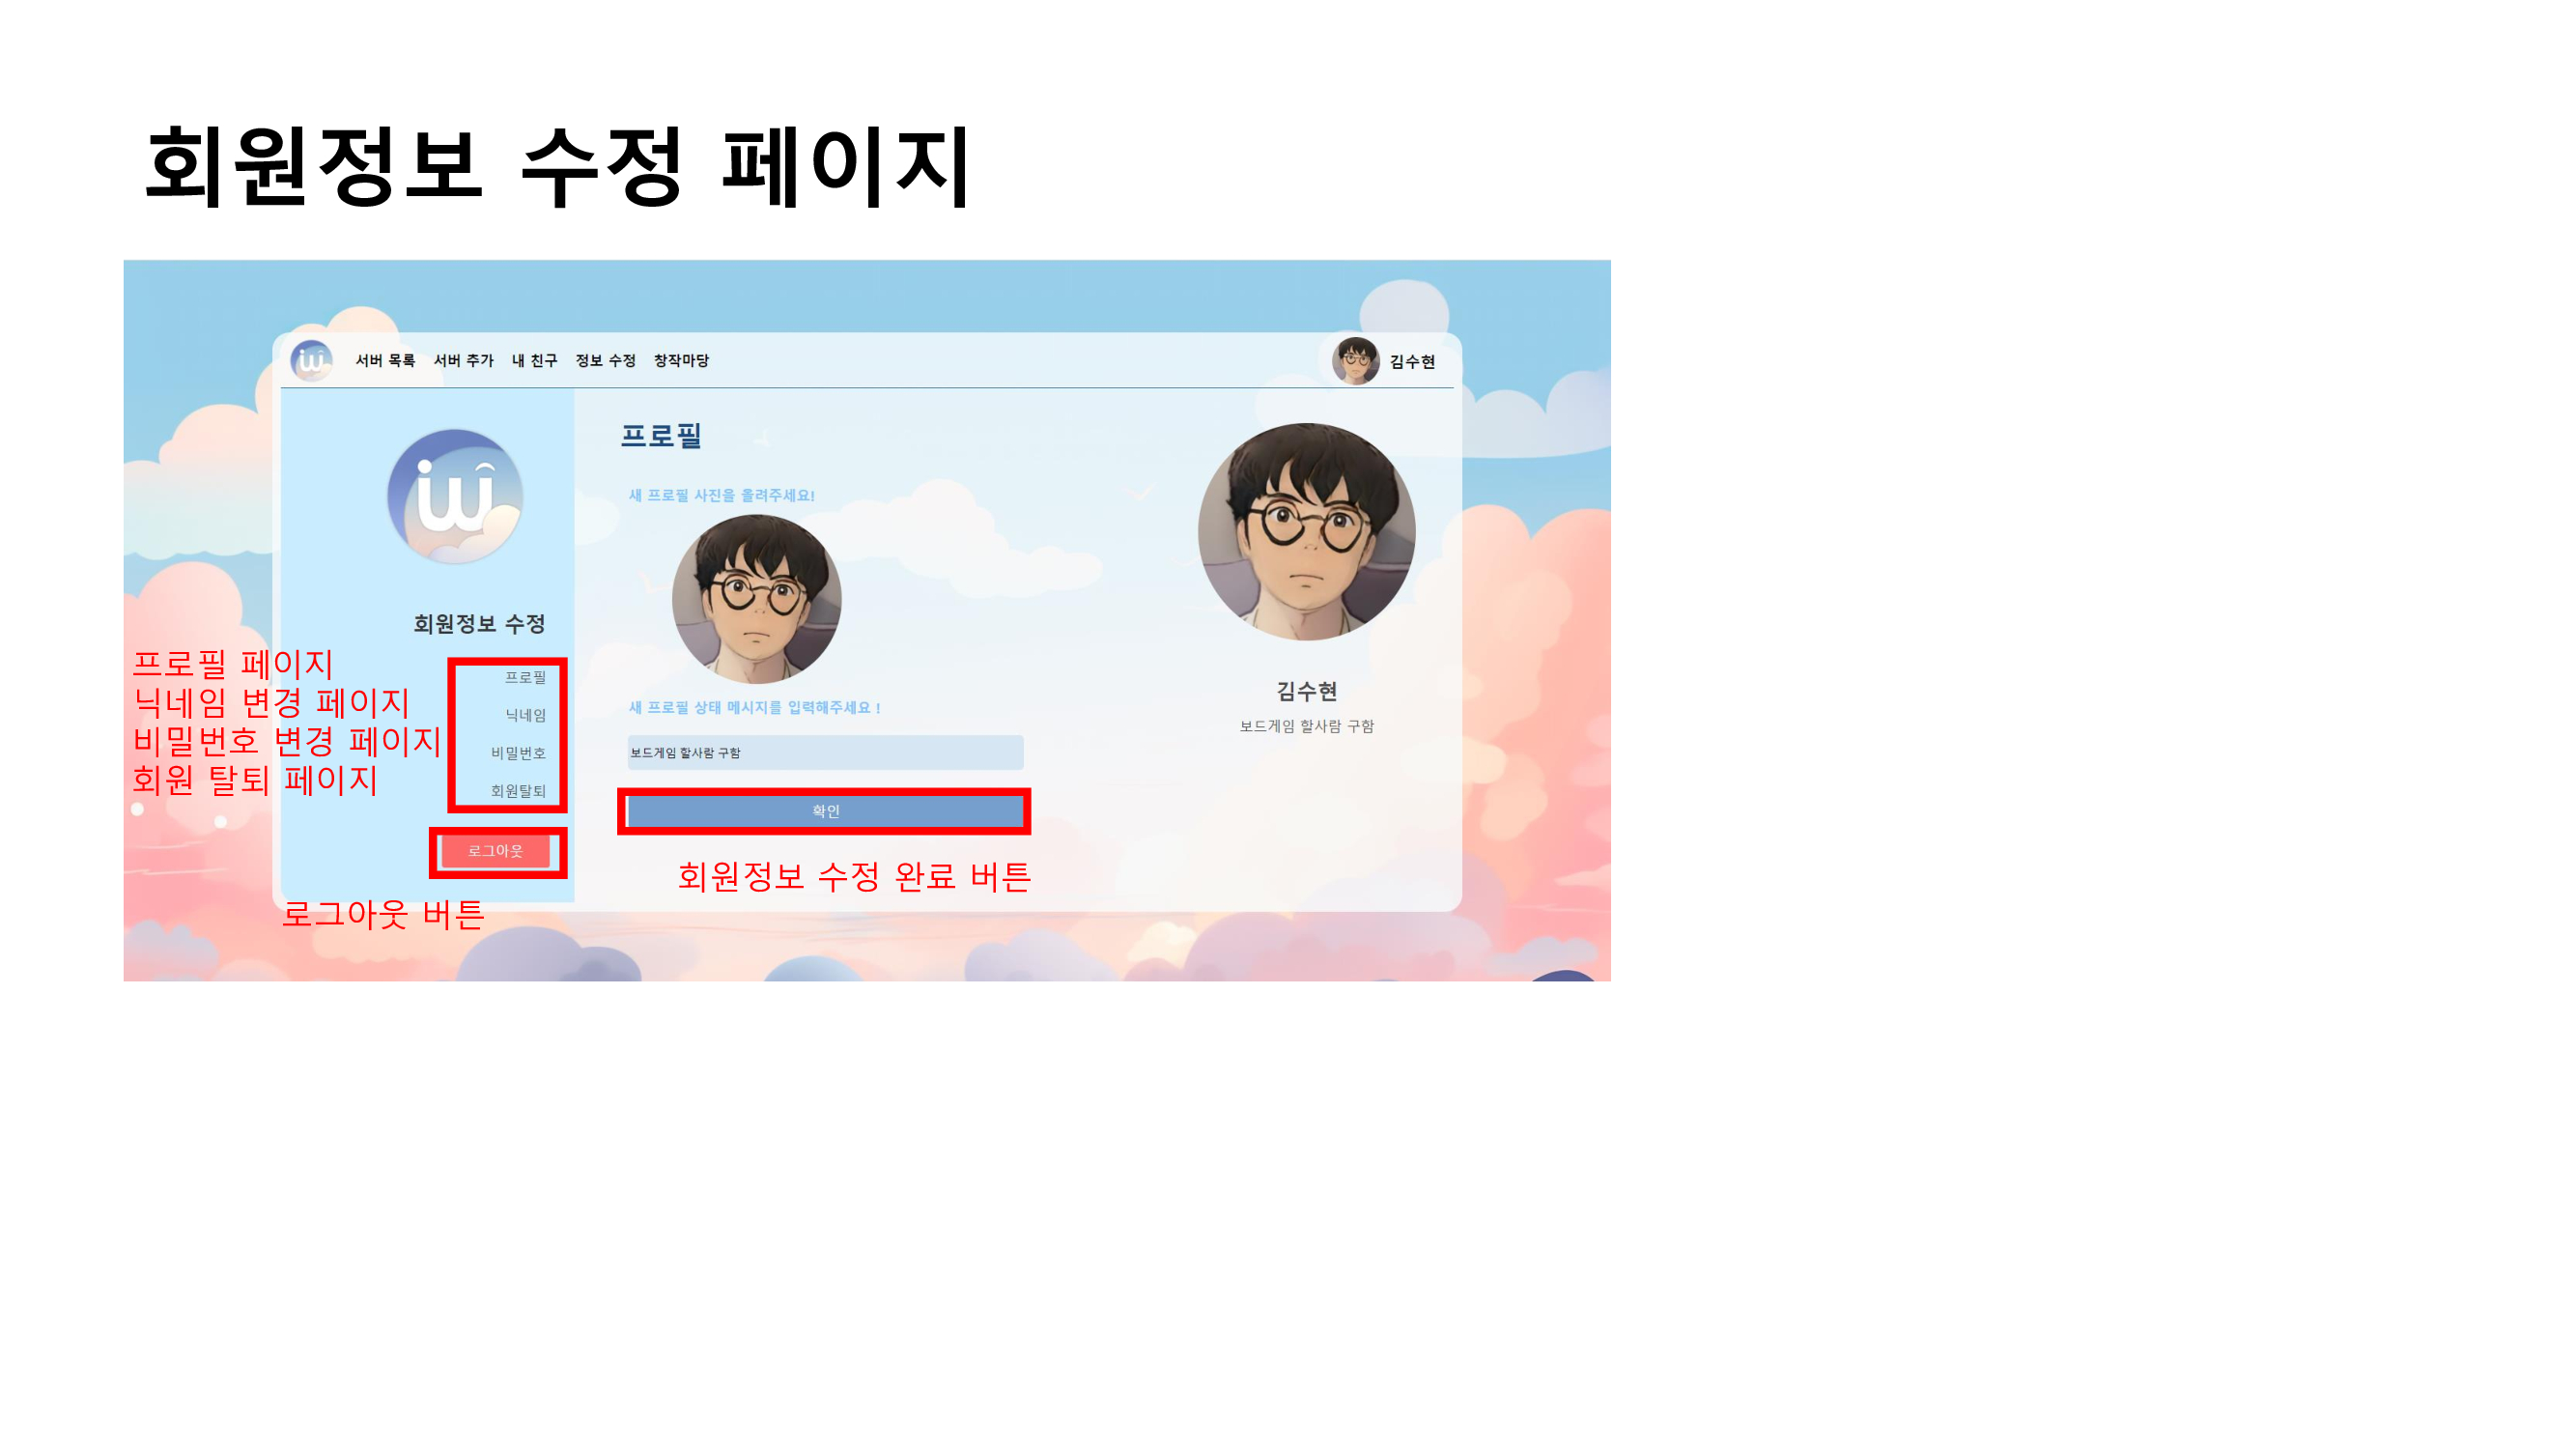 회원정보 수정 페이지
서버 목록 서버 추가 내 친구 정보 수정 창작마당 김수현
프로필
새 프로필 사진을 올려주세요!
회원정보 수정
프로필 페이지
닉네임 변경 페이지
비밀번호 변경 페이지
회원 탈퇴 페이지
프로필
닉네임
비밀번호
회원탈퇴
로그아웃
로그아웃 버튼
새 프로필 상태 메시지를 입력해주세요 !
보드게임 할사람 구함
확인
회원정보 수정 완료 버튼
김수현
보드게임 할사람 구함